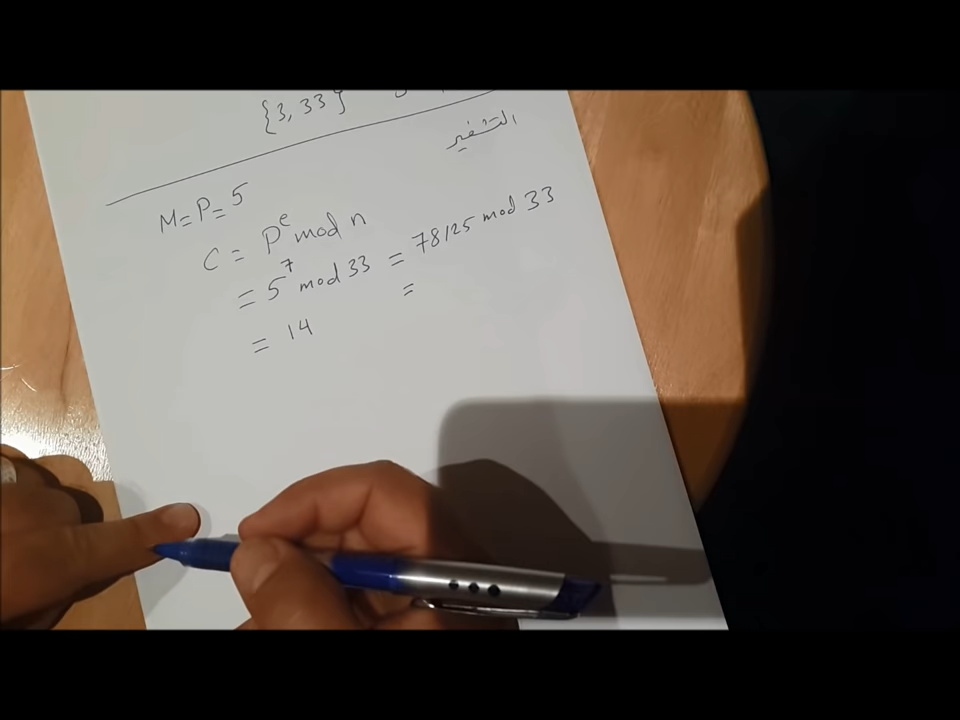 {3, 33}
التشفير
M = P = 5
C = P^e mod n
= 5^7 mod 33 = 78125 mod 33
= 14 =